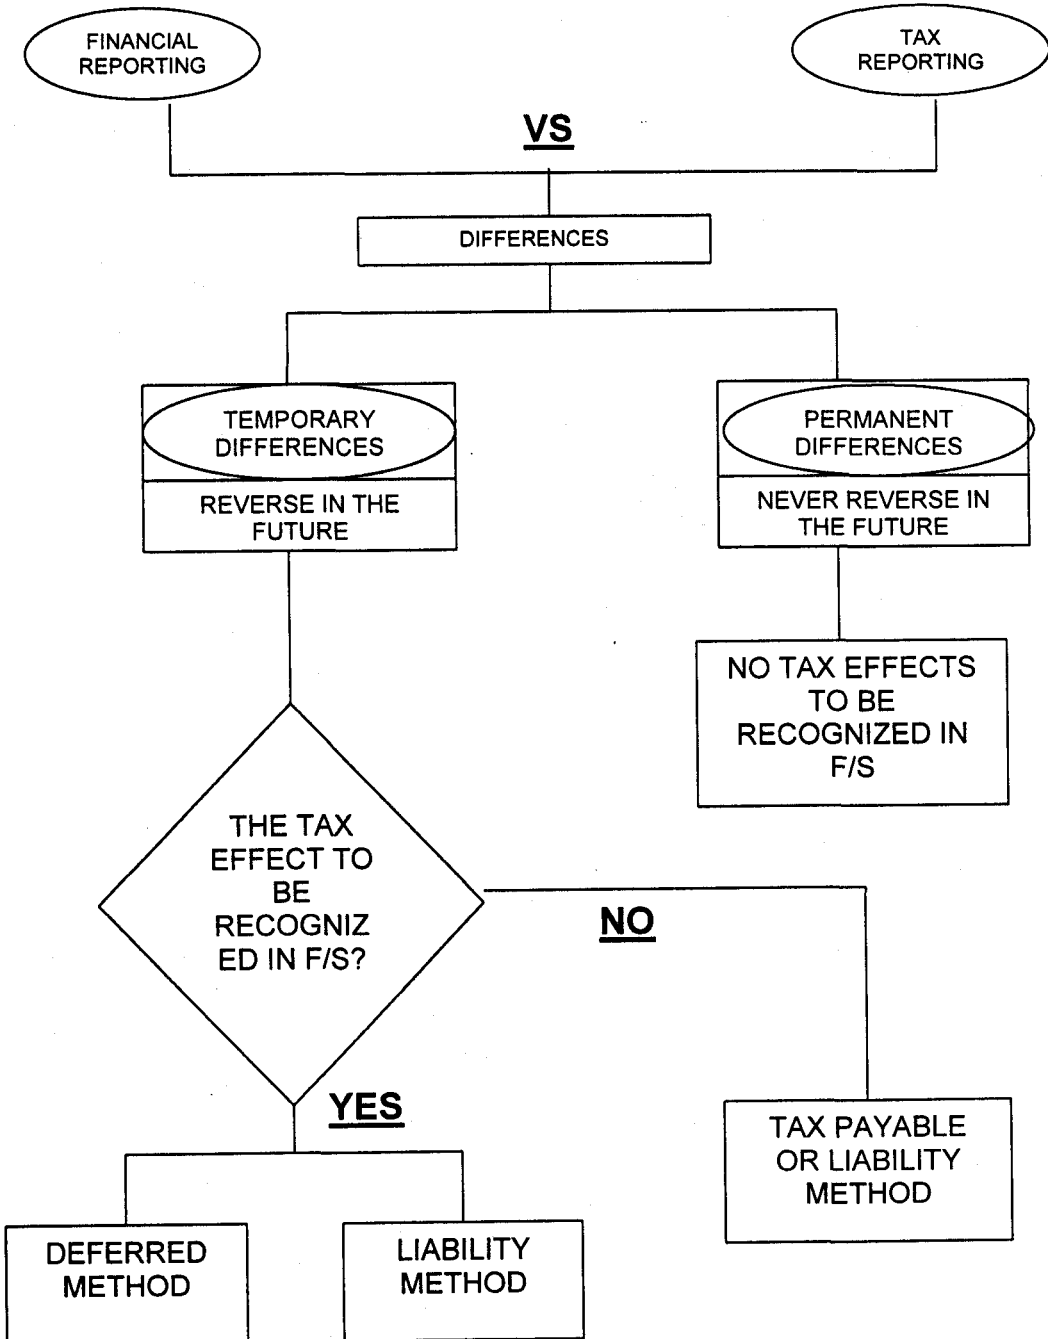 FINANCIAL
REPORTING
TAX
REPORTING
VS
DIFFERENCES
TEMPORARY
DIFFERENCES
REVERSE IN THE
FUTURE
PERMANENT
DIFFERENCES
NEVER REVERSE IN
THE FUTURE
NO TAX EFFECTS
TO BE
RECOGNIZED IN
F/S
THE TAX
EFFECT TO
BE
RECOGNIZ
ED IN F/S?
NO
YES
TAX PAYABLE
OR LIABILITY
METHOD
DEFERRED
METHOD
LIABILITY
METHOD